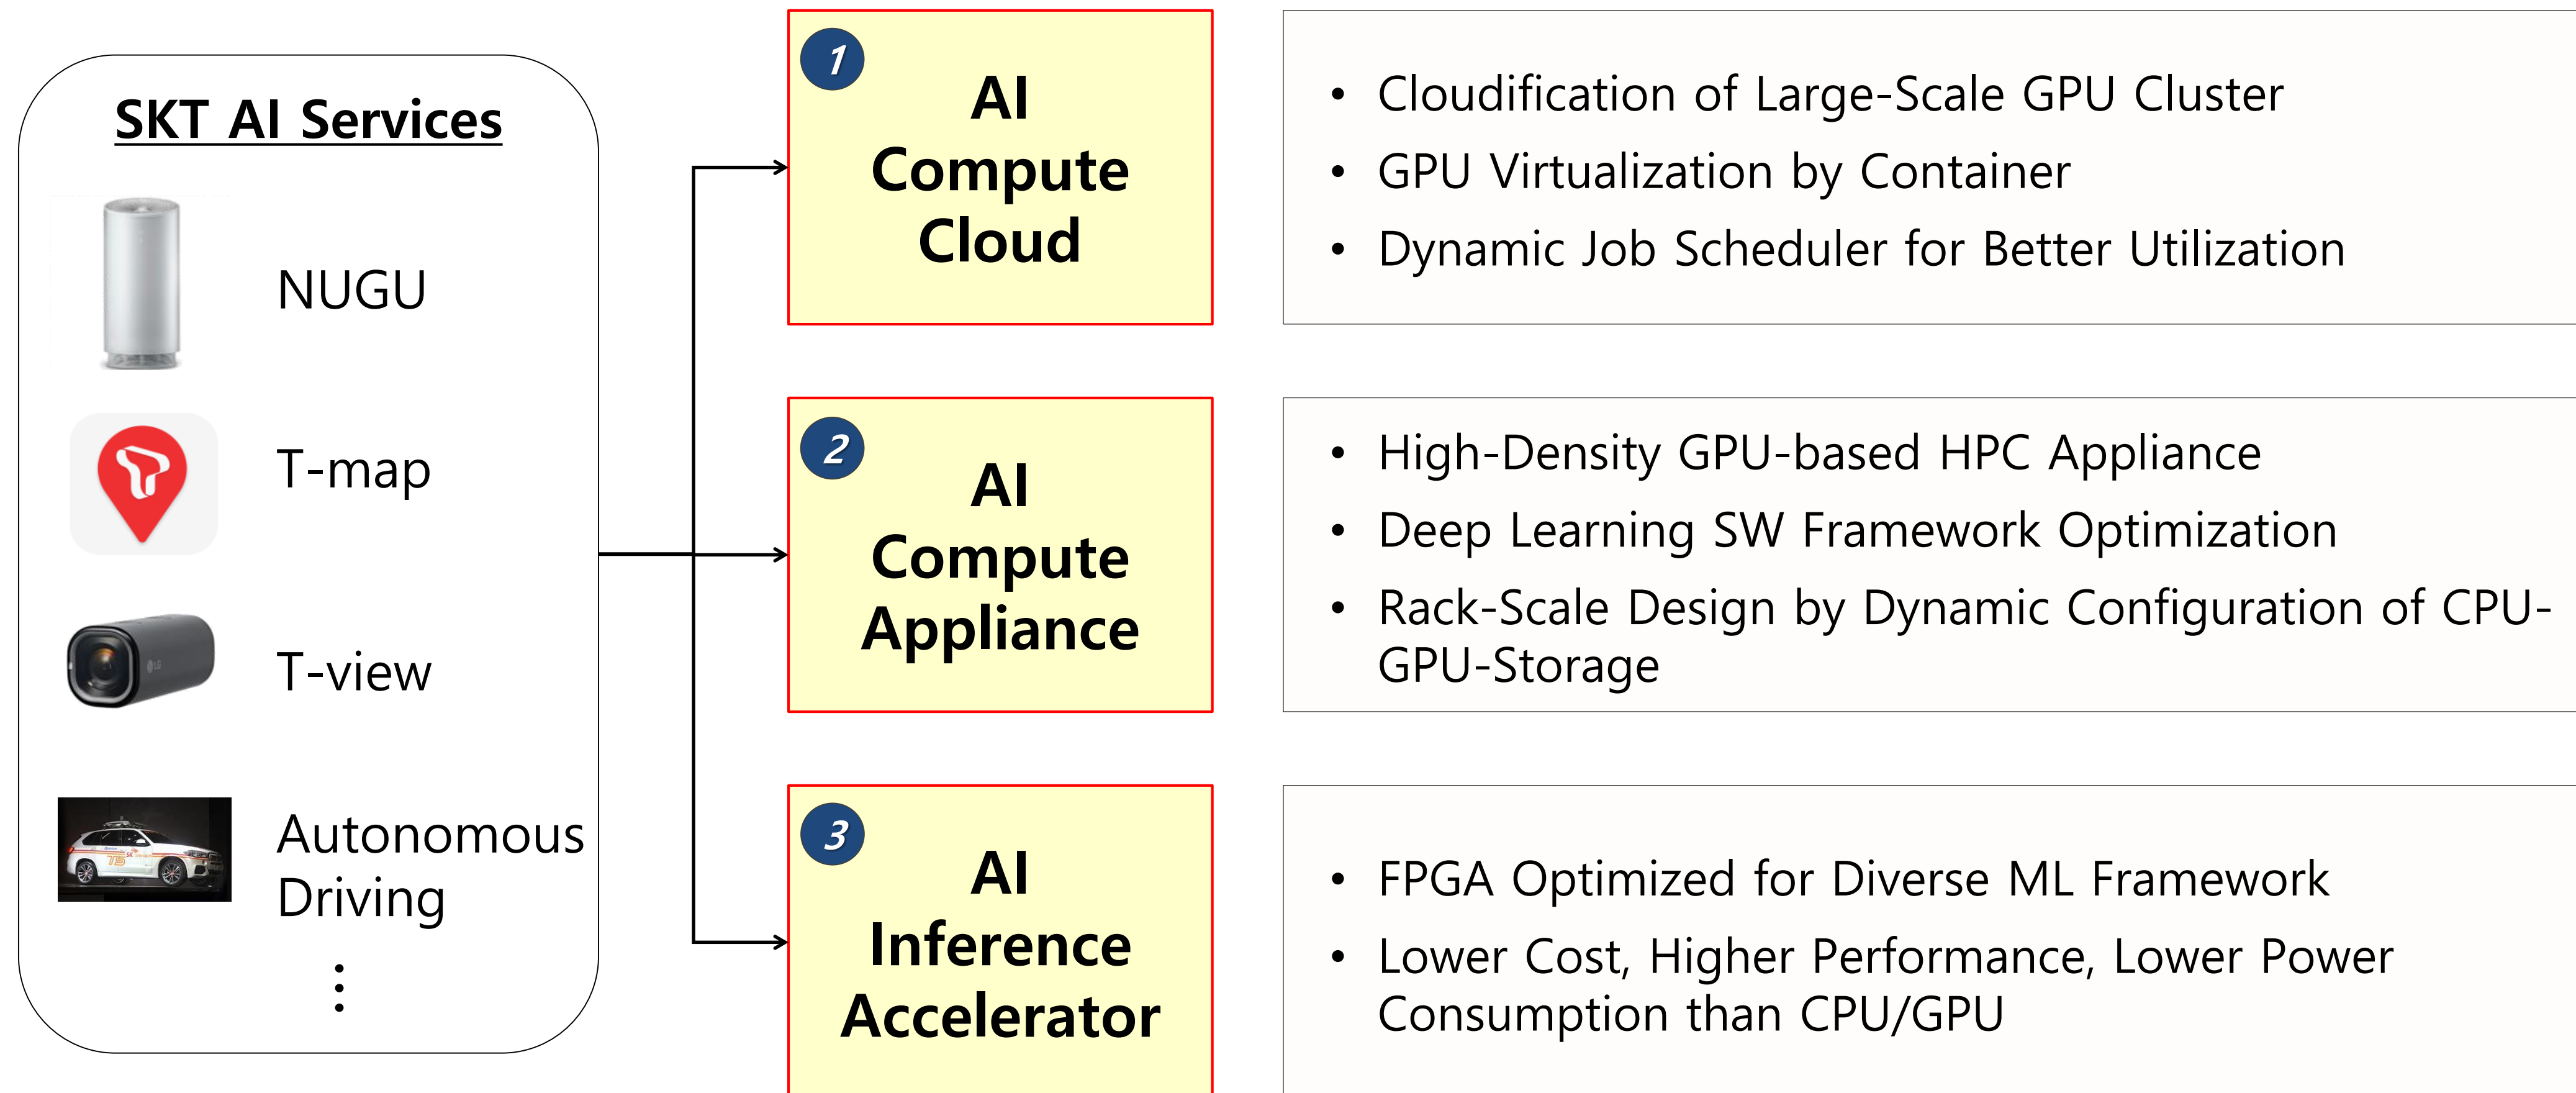 SKT AI Services
NUGU
T-map
T-view
LG
Autonomous
Driving
1
AI
Compute
Cloud
• Cloudification of Large-Scale GPU Cluster
• GPU Virtualization by Container
• Dynamic Job Scheduler for Better Utilization
2
AI
Compute
Appliance
• High-Density GPU-based HPC Appliance
• Deep Learning SW Framework Optimization
• Rack-Scale Design by Dynamic Configuration of CPU-
GPU-Storage
3
AI
Inference
Accelerator
• FPGA Optimized for Diverse ML Framework
• Lower Cost, Higher Performance, Lower Power
Consumption than CPU/GPU